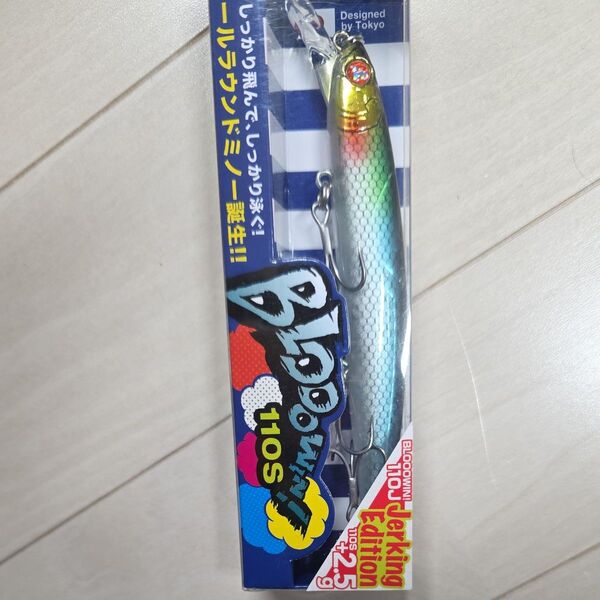 Designed
by Tokyo
しっかり飛んで、しっかり泳ぐ!
ールラウンドミノー誕生!!
BLOOOWIN!
110S
BLOOOWIN!
110J
Jerking
Edition
110S
+2.5g